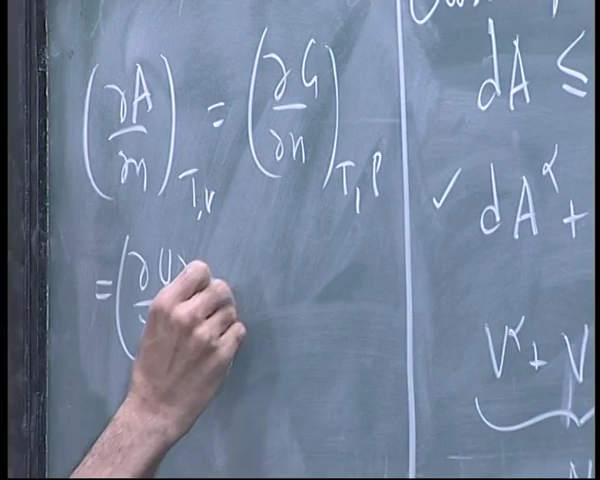 (∂A/∂n)T,V = (∂G/∂n)T,P
= (∂U
dA ≤
✓ dA^α +
V^α + V